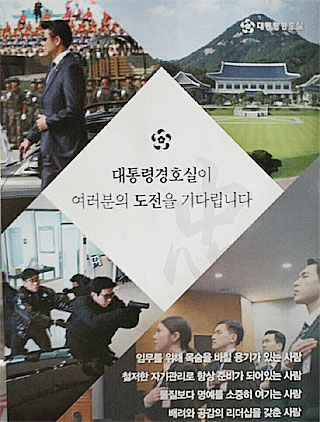 대통령경호실
대통령경호실이
여러분의 도전을 기다립니다
임무를 위해 목숨을 바칠 용기가 있는 사람
철저한 자기관리로 항상 준비가 되어있는 사람
물질보다 명예를 소중히 여기는 사람
배려와 공감의 리더십을 갖춘 사람